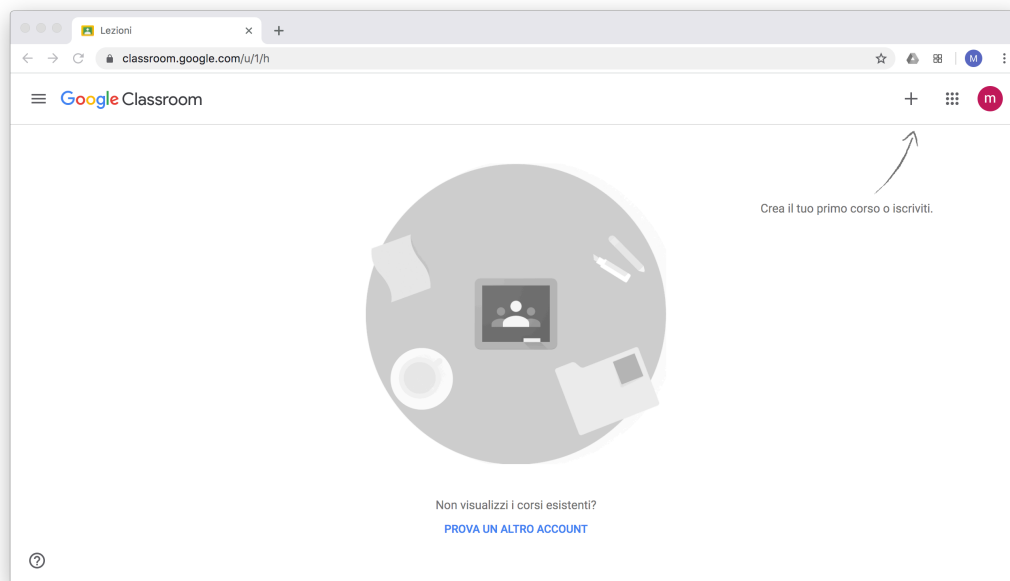 Lezioni
classroom.google.com/u/1/h
M
Google Classroom
m
Crea il tuo primo corso o iscriviti.
Non visualizzi i corsi esistenti?
PROVA UN ALTRO ACCOUNT